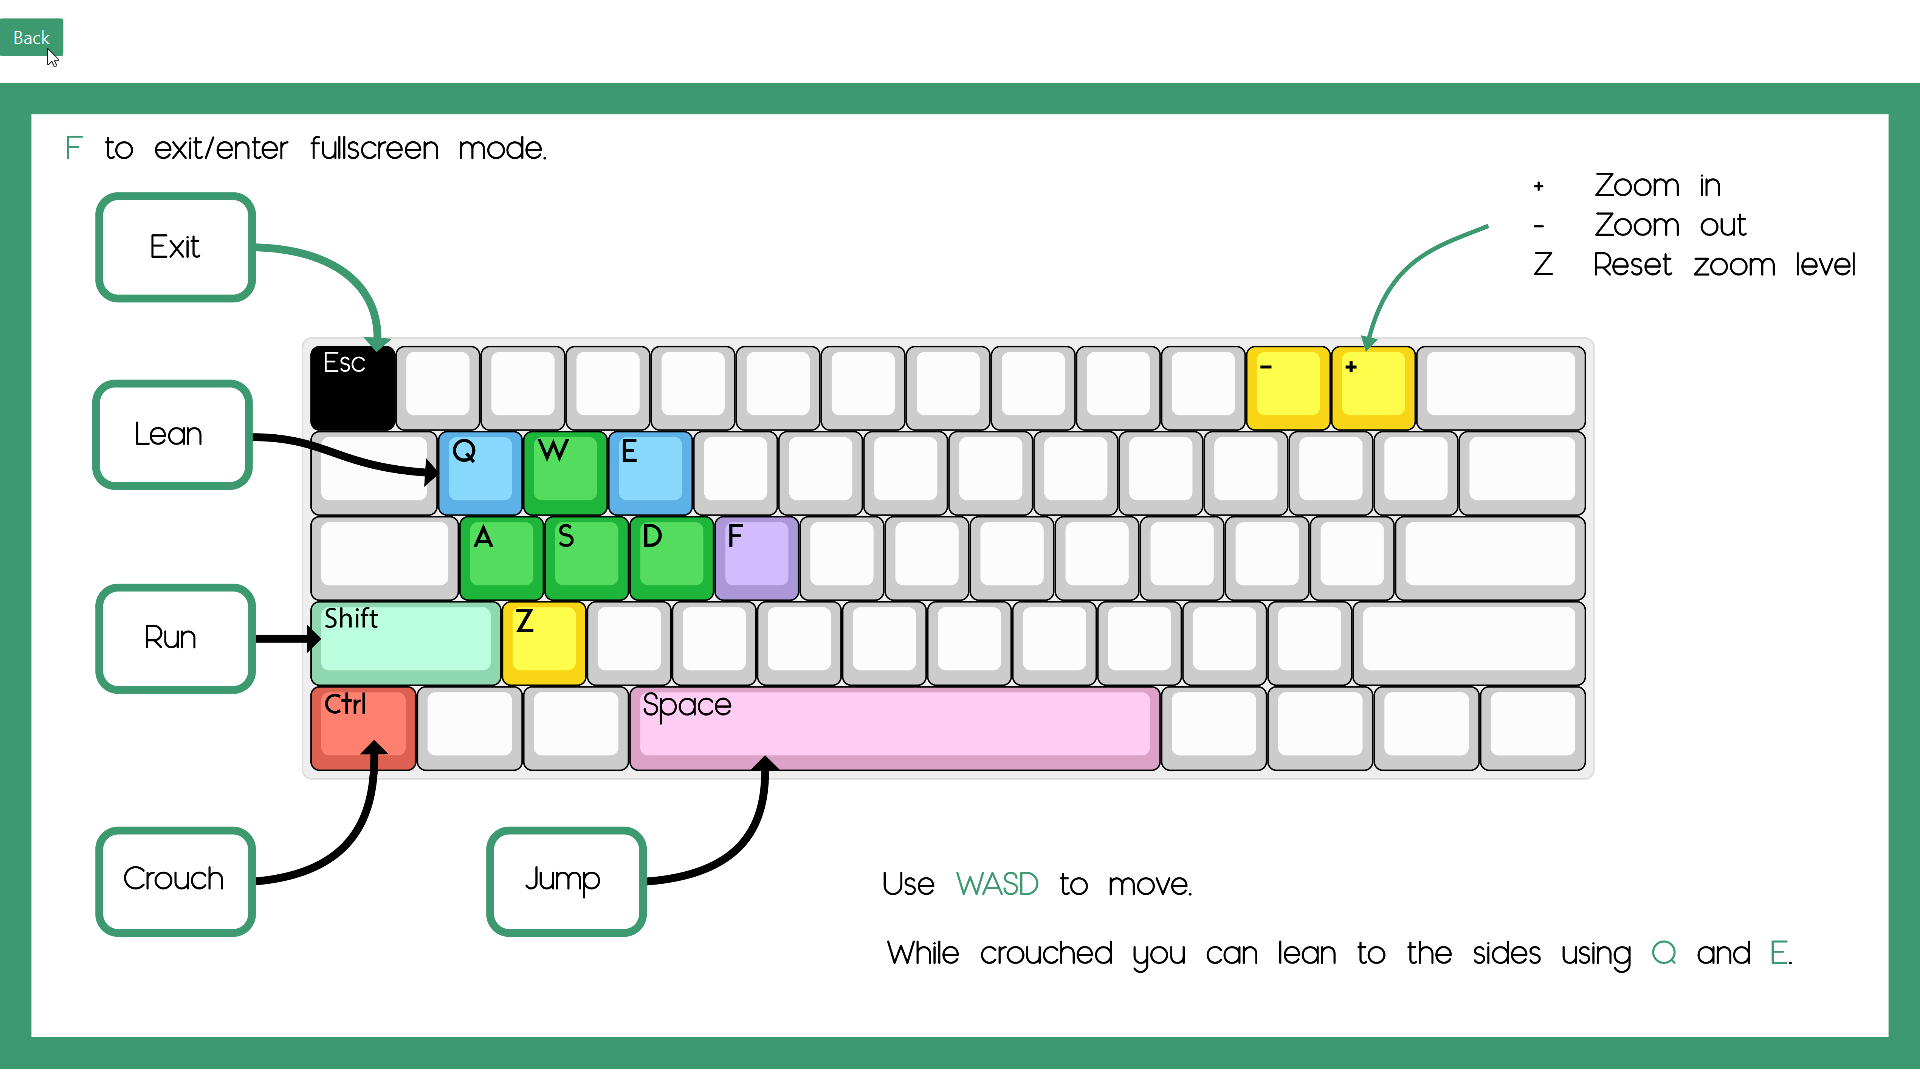 Back
F to exit/enter fullscreen mode.
+ Zoom in
- Zoom out
Z Reset zoom level
Exit
Esc
- +
Lean
Q W E
A S D F
Run
Shift Z
Ctrl Space
Crouch
Jump
Use WASD to move.
While crouched you can lean to the sides using Q and E.